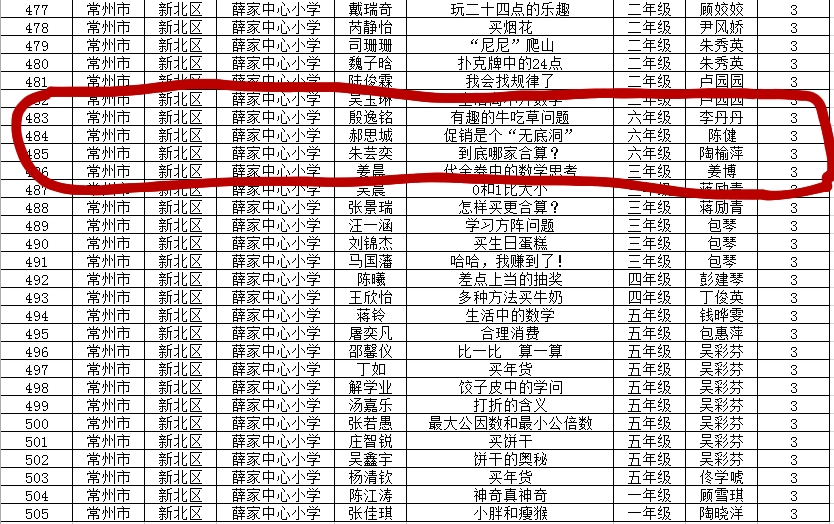 477 常州市 新北区 薛家中心小学 戴瑞奇 玩二十四点的乐趣 二年级 顾姣姣 3
478 常州市 新北区 薛家中心小学 芮静怡 买烟花 二年级 尹风娇 3
479 常州市 新北区 薛家中心小学 司珊珊 “尼尼”爬山 二年级 朱秀英 3
480 常州市 新北区 薛家中心小学 魏子晗 扑克牌中的24点 二年级 朱秀英 3
481 常州市 新北区 薛家中心小学 陆俊霖 我会找规律了 二年级 卢园园 3
482 常州市 新北区 薛家中心小学 吴玉琳 卢园园 3
483 常州市 新北区 薛家中心小学 殷逸铭 有趣的牛吃草问题 六年级 李丹丹 3
484 常州市 新北区 薛家中心小学 郝思城 促销是个“无底洞” 六年级 陈健 3
485 常州市 新北区 薛家中心小学 朱芸奕 到底哪家合算？ 六年级 陶榆萍 3
486 常州市 新北区 薛家中心小学 姜晨 代金券中的数学思考 三年级 姜博 3
487 常州市 新北区 薛家中心小学 吴晨 0和1比大小 三年级 蒋励青 3
488 常州市 新北区 薛家中心小学 张景瑞 怎样买更合算？ 三年级 蒋励青 3
489 常州市 新北区 薛家中心小学 汪一涵 学习方阵问题 三年级 包琴 3
490 常州市 新北区 薛家中心小学 刘锦杰 买生日蛋糕 三年级 包琴 3
491 常州市 新北区 薛家中心小学 马国藩 哈哈，我赚到了！ 三年级 包琴 3
492 常州市 新北区 薛家中心小学 陈曦 差点上当的抽奖 四年级 彭建琴 3
493 常州市 新北区 薛家中心小学 王欣怡 多种方法买牛奶 四年级 丁俊英 3
494 常州市 新北区 薛家中心小学 蒋铃 生活中的数学 五年级 钱晔雯 3
495 常州市 新北区 薛家中心小学 屠奕凡 合理消费 五年级 包惠萍 3
496 常州市 新北区 薛家中心小学 邵馨仪 比一比 算一算 五年级 吴彩芬 3
497 常州市 新北区 薛家中心小学 丁如 买年货 五年级 吴彩芬 3
498 常州市 新北区 薛家中心小学 解学业 饺子皮中的学问 五年级 吴彩芬 3
499 常州市 新北区 薛家中心小学 汤嘉乐 打折的含义 五年级 吴彩芬 3
500 常州市 新北区 薛家中心小学 张若愚 最大公因数和最小公倍数 五年级 吴彩芬 3
501 常州市 新北区 薛家中心小学 庄智锐 买饼干 五年级 吴彩芬 3
502 常州市 新北区 薛家中心小学 吴鑫宇 饼干的奥秘 五年级 吴彩芬 3
503 常州市 新北区 薛家中心小学 杨清钦 买年货 五年级 佟学唬 3
504 常州市 新北区 薛家中心小学 陈江涛 神奇真神奇 一年级 顾雪琪 3
505 常州市 新北区 薛家中心小学 张佳琪 小胖和瘦猴 一年级 陶晓洋 3